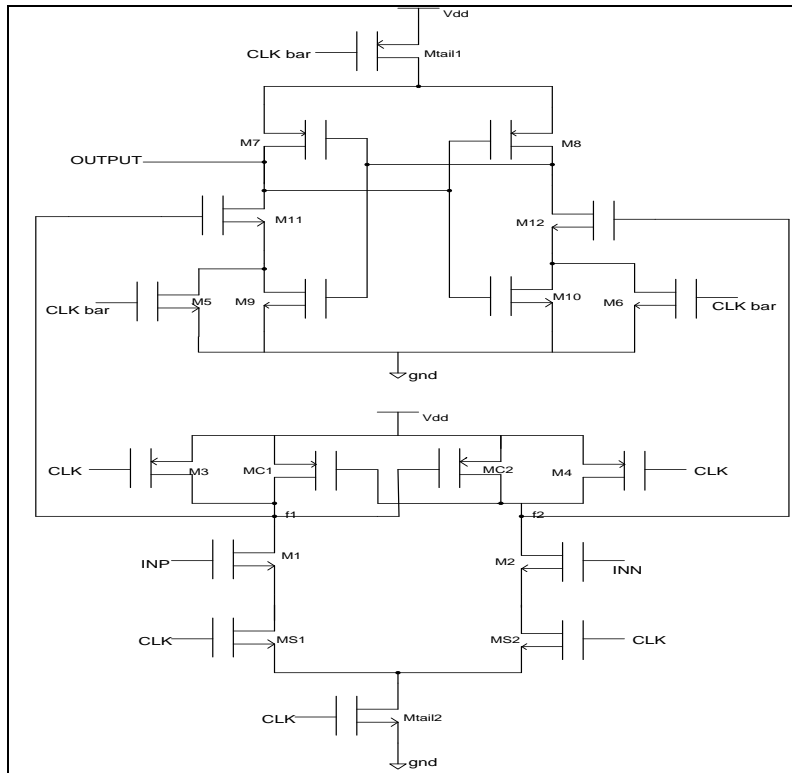 Vdd
CLK bar
Mtail1
M7
M8
OUTPUT
M11
M12
CLK bar
M5
M9
M10
M6
CLK bar
gnd
Vdd
CLK
M3
MC1
MC2
M4
CLK
f1
f2
INP
M1
M2
INN
CLK
MS1
MS2
CLK
CLK
Mtail2
gnd